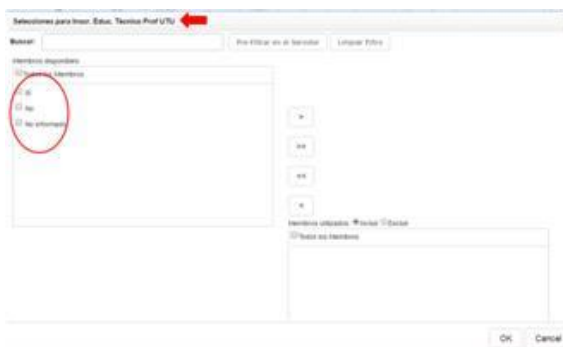 Selecciones para Inscr. Educ. Técnico Prof UTU
Buscar:
Pre-Filtrar en el Servidor
Limpiar Filtro
Miembros disponibles
Todos los Miembros
Si
No
No informado
>
>>
<<
<
Miembros utilizados Incluir Excluir
Todos los Miembros
OK Cancel